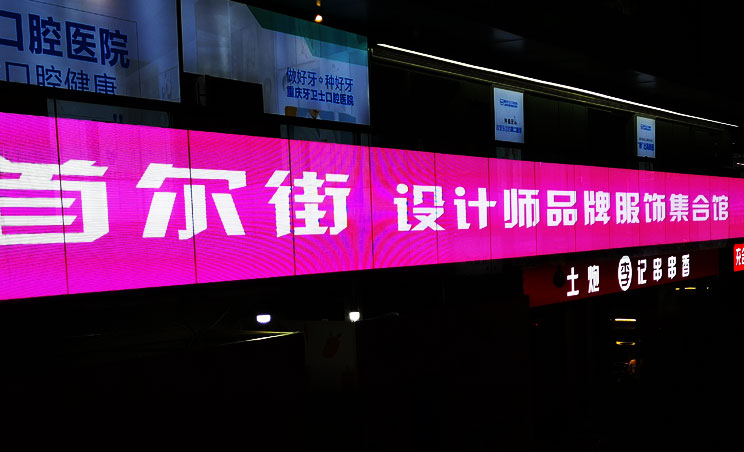 口腔医院
口腔健康
做好牙·种好牙
重庆牙卫士口腔医院
首尔街 设计师品牌服饰集合馆
土炮 李记串串香